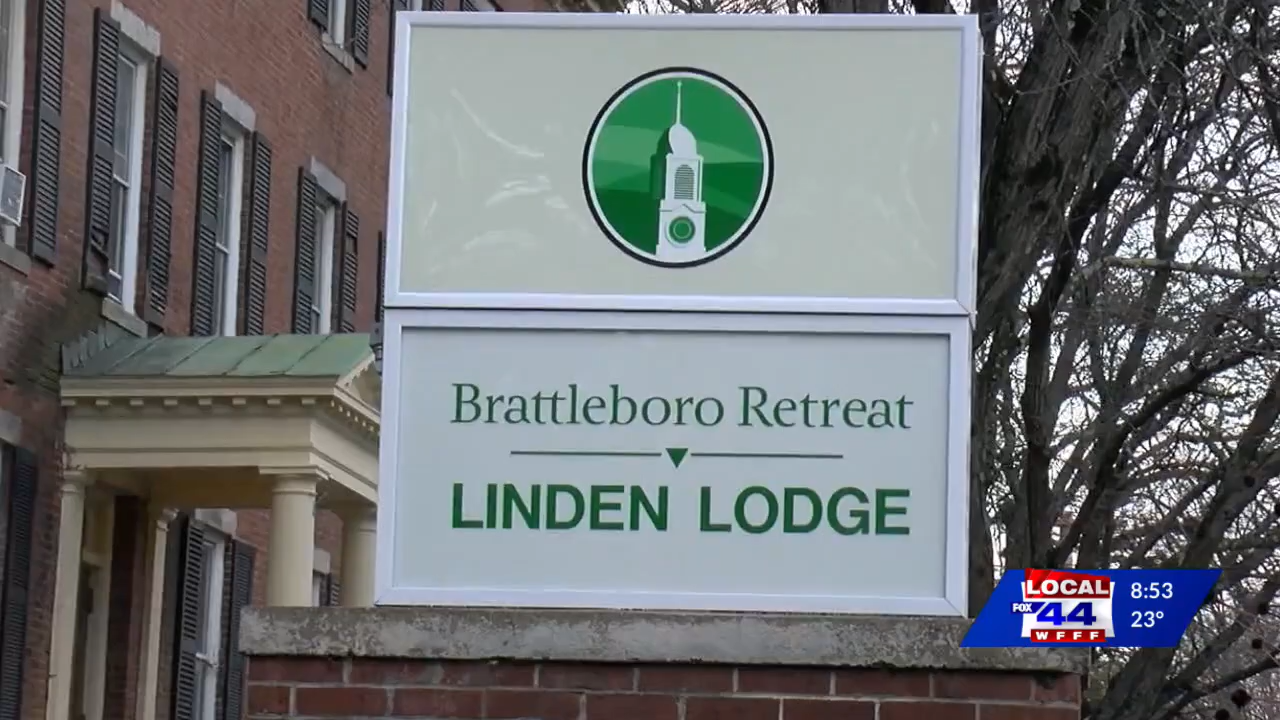 Brattleboro Retreat
LINDEN LODGE
LOCAL
FOX 44
WFFF
8:53
23°